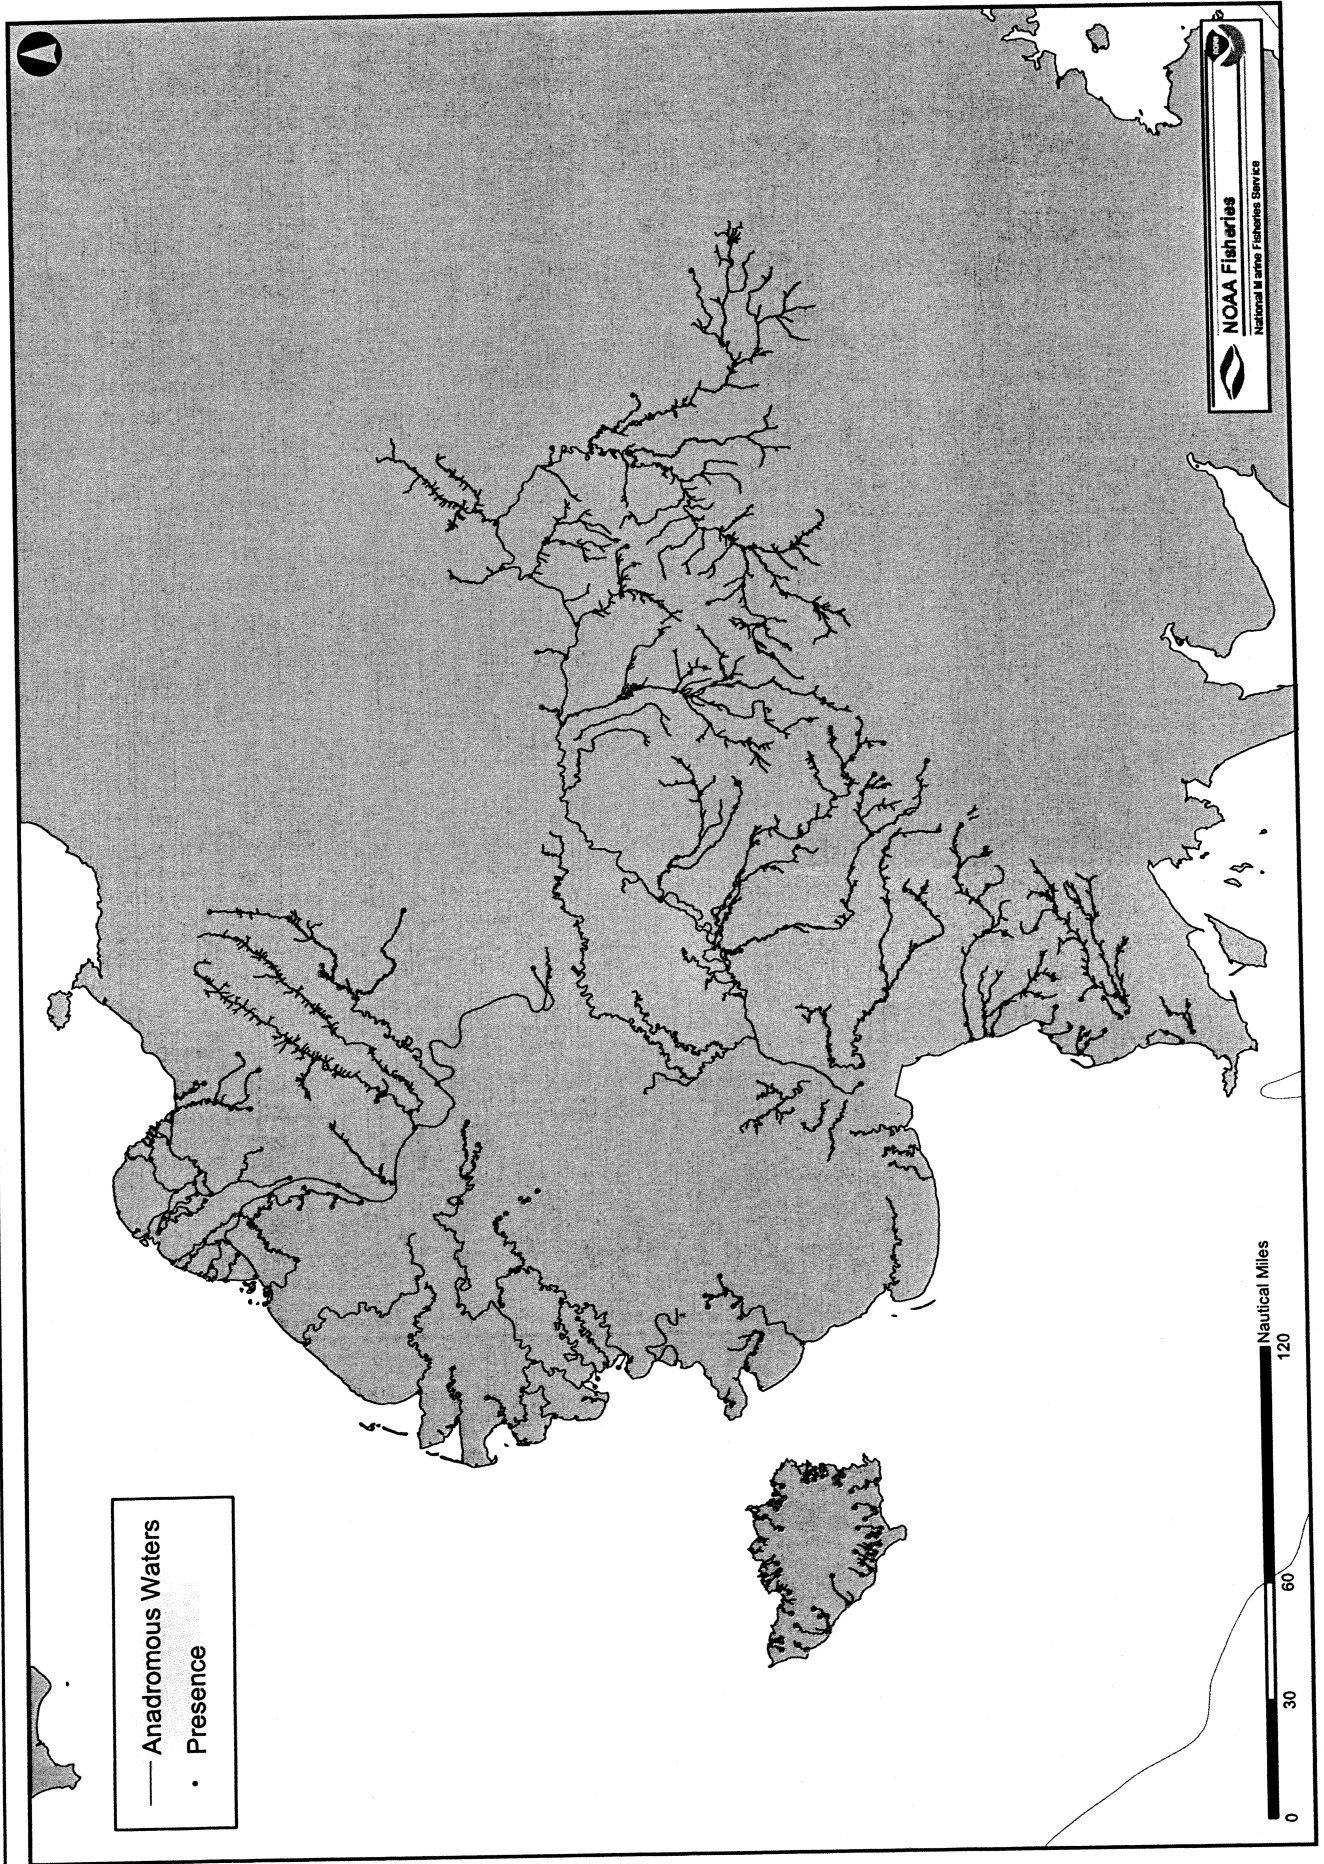 Anadromous Waters
Presence
NOAA Fisheries
National Marine Fisheries Service
0 30 60 120
Nautical Miles